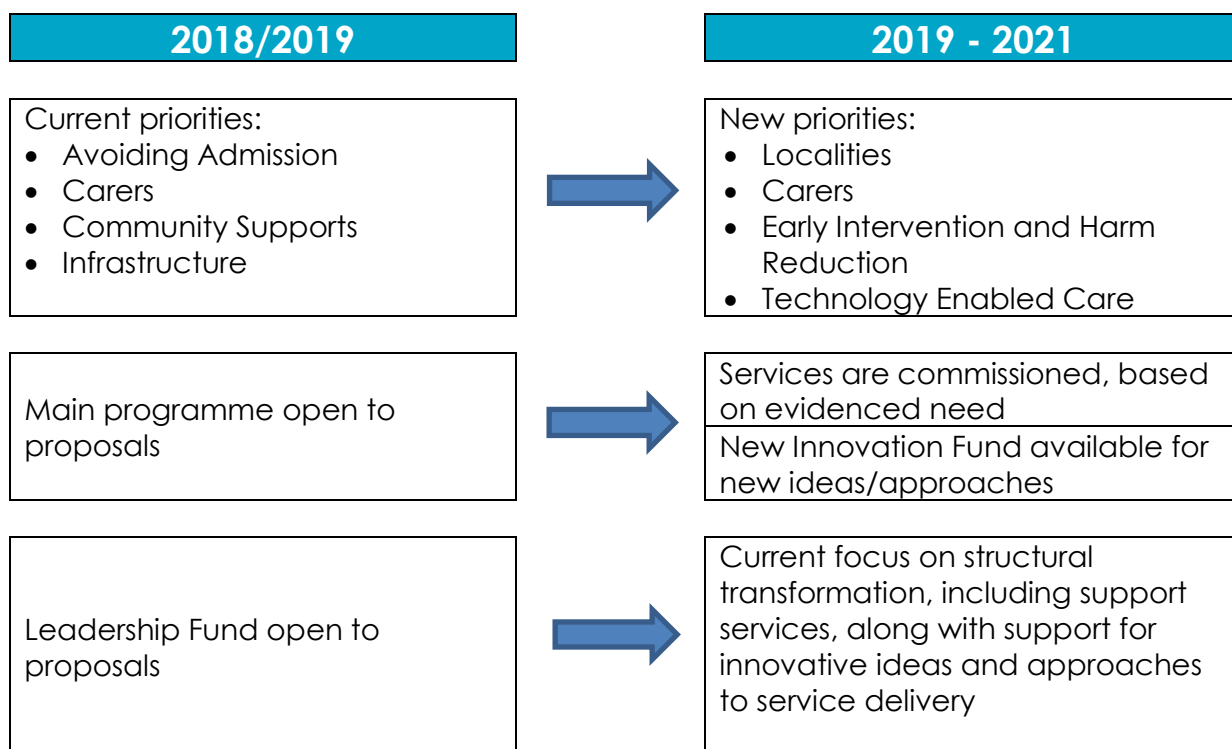 2018/2019
2019 - 2021
Current priorities:
• Avoiding Admission
• Carers
• Community Supports
• Infrastructure
New priorities:
• Localities
• Carers
• Early Intervention and Harm
Reduction
• Technology Enabled Care
Main programme open to
proposals
Services are commissioned, based
on evidenced need
New Innovation Fund available for
new ideas/approaches
Leadership Fund open to
proposals
Current focus on structural
transformation, including support
services, along with support for
innovative ideas and approaches
to service delivery